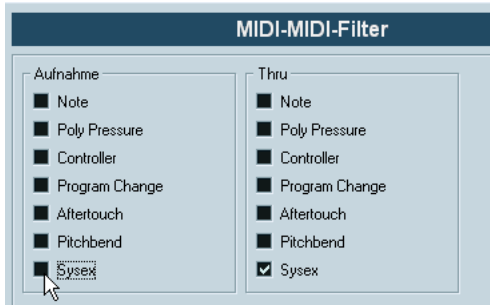 MIDI-MIDI-Filter
Aufnahme
Note
Poly Pressure
Controller
Program Change
Aftertouch
Pitchbend
Sysex
Thru
Note
Poly Pressure
Controller
Program Change
Aftertouch
Pitchbend
Sysex